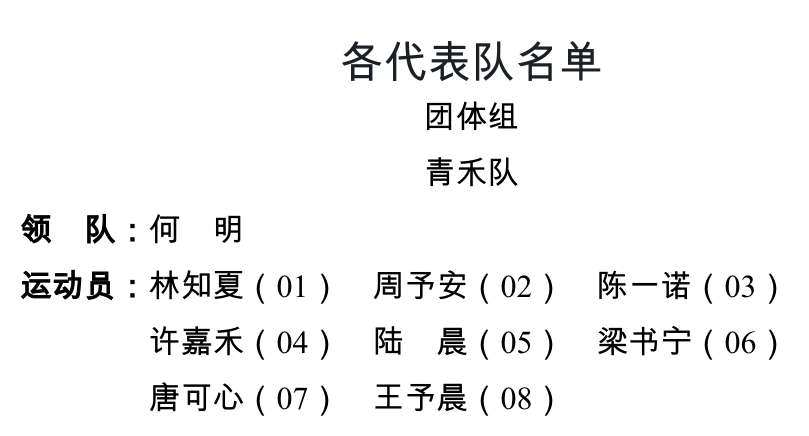 各代表队名单
团体组
青禾队
领　队：何　明
运动员：林知夏（01）　周予安（02）　陈一诺（03）
许嘉禾（04）　陆　晨（05）　梁书宁（06）
唐可心（07）　王予晨（08）